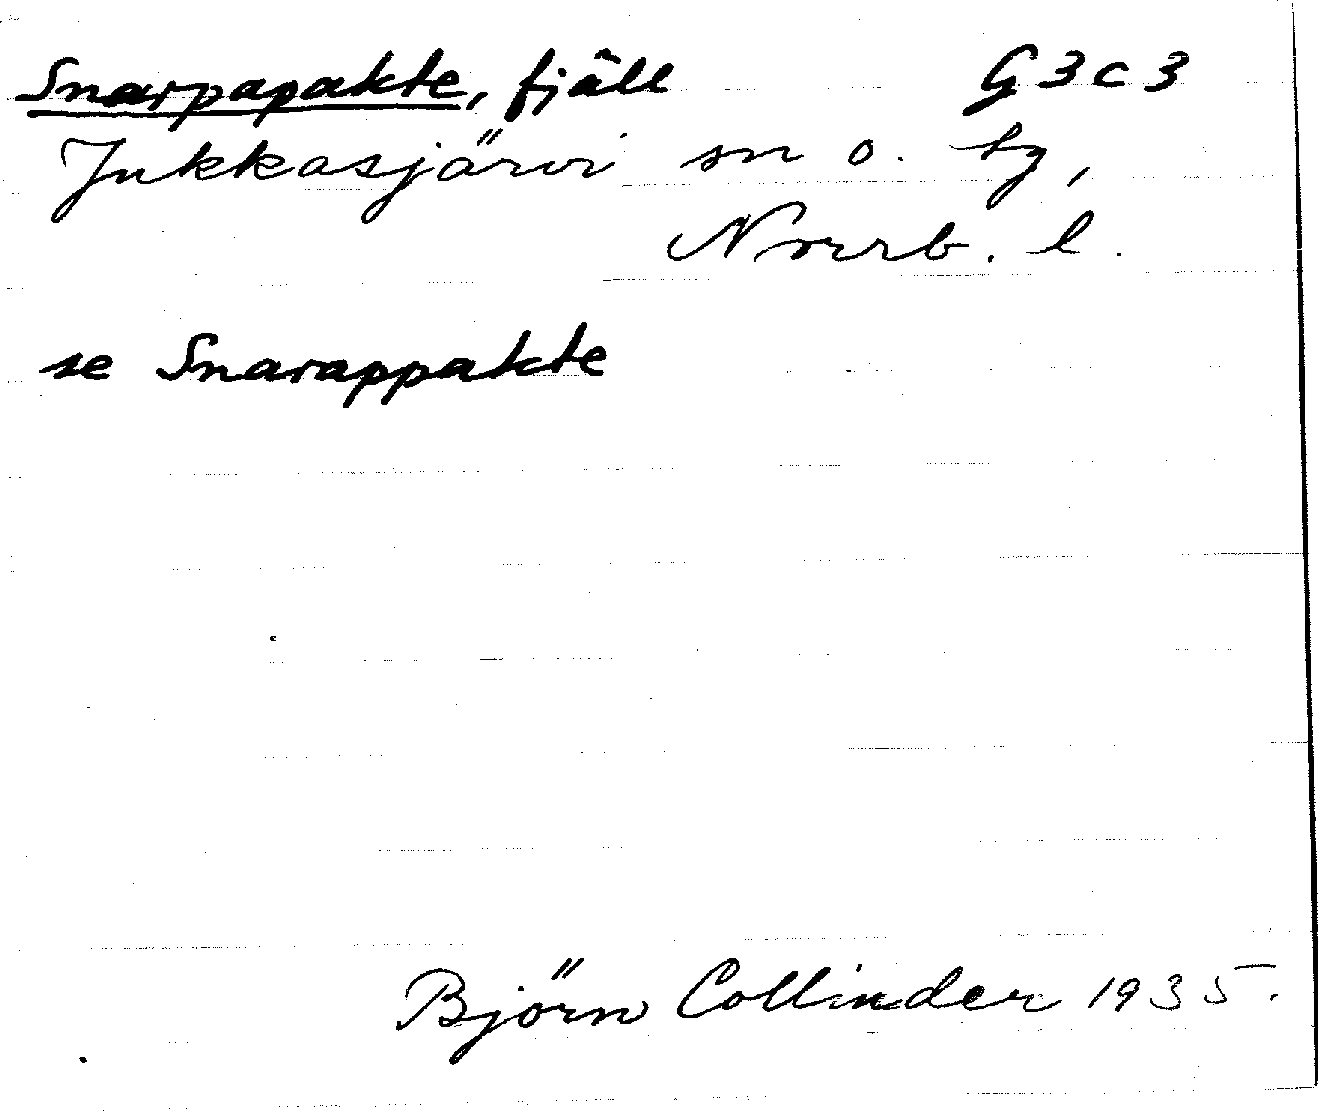 Snarpapakte, fjäll G3c3
Jukkasjärvi sn o. tg,
Norrb. l.
se Snarappakte
Björn Collinder 1935.